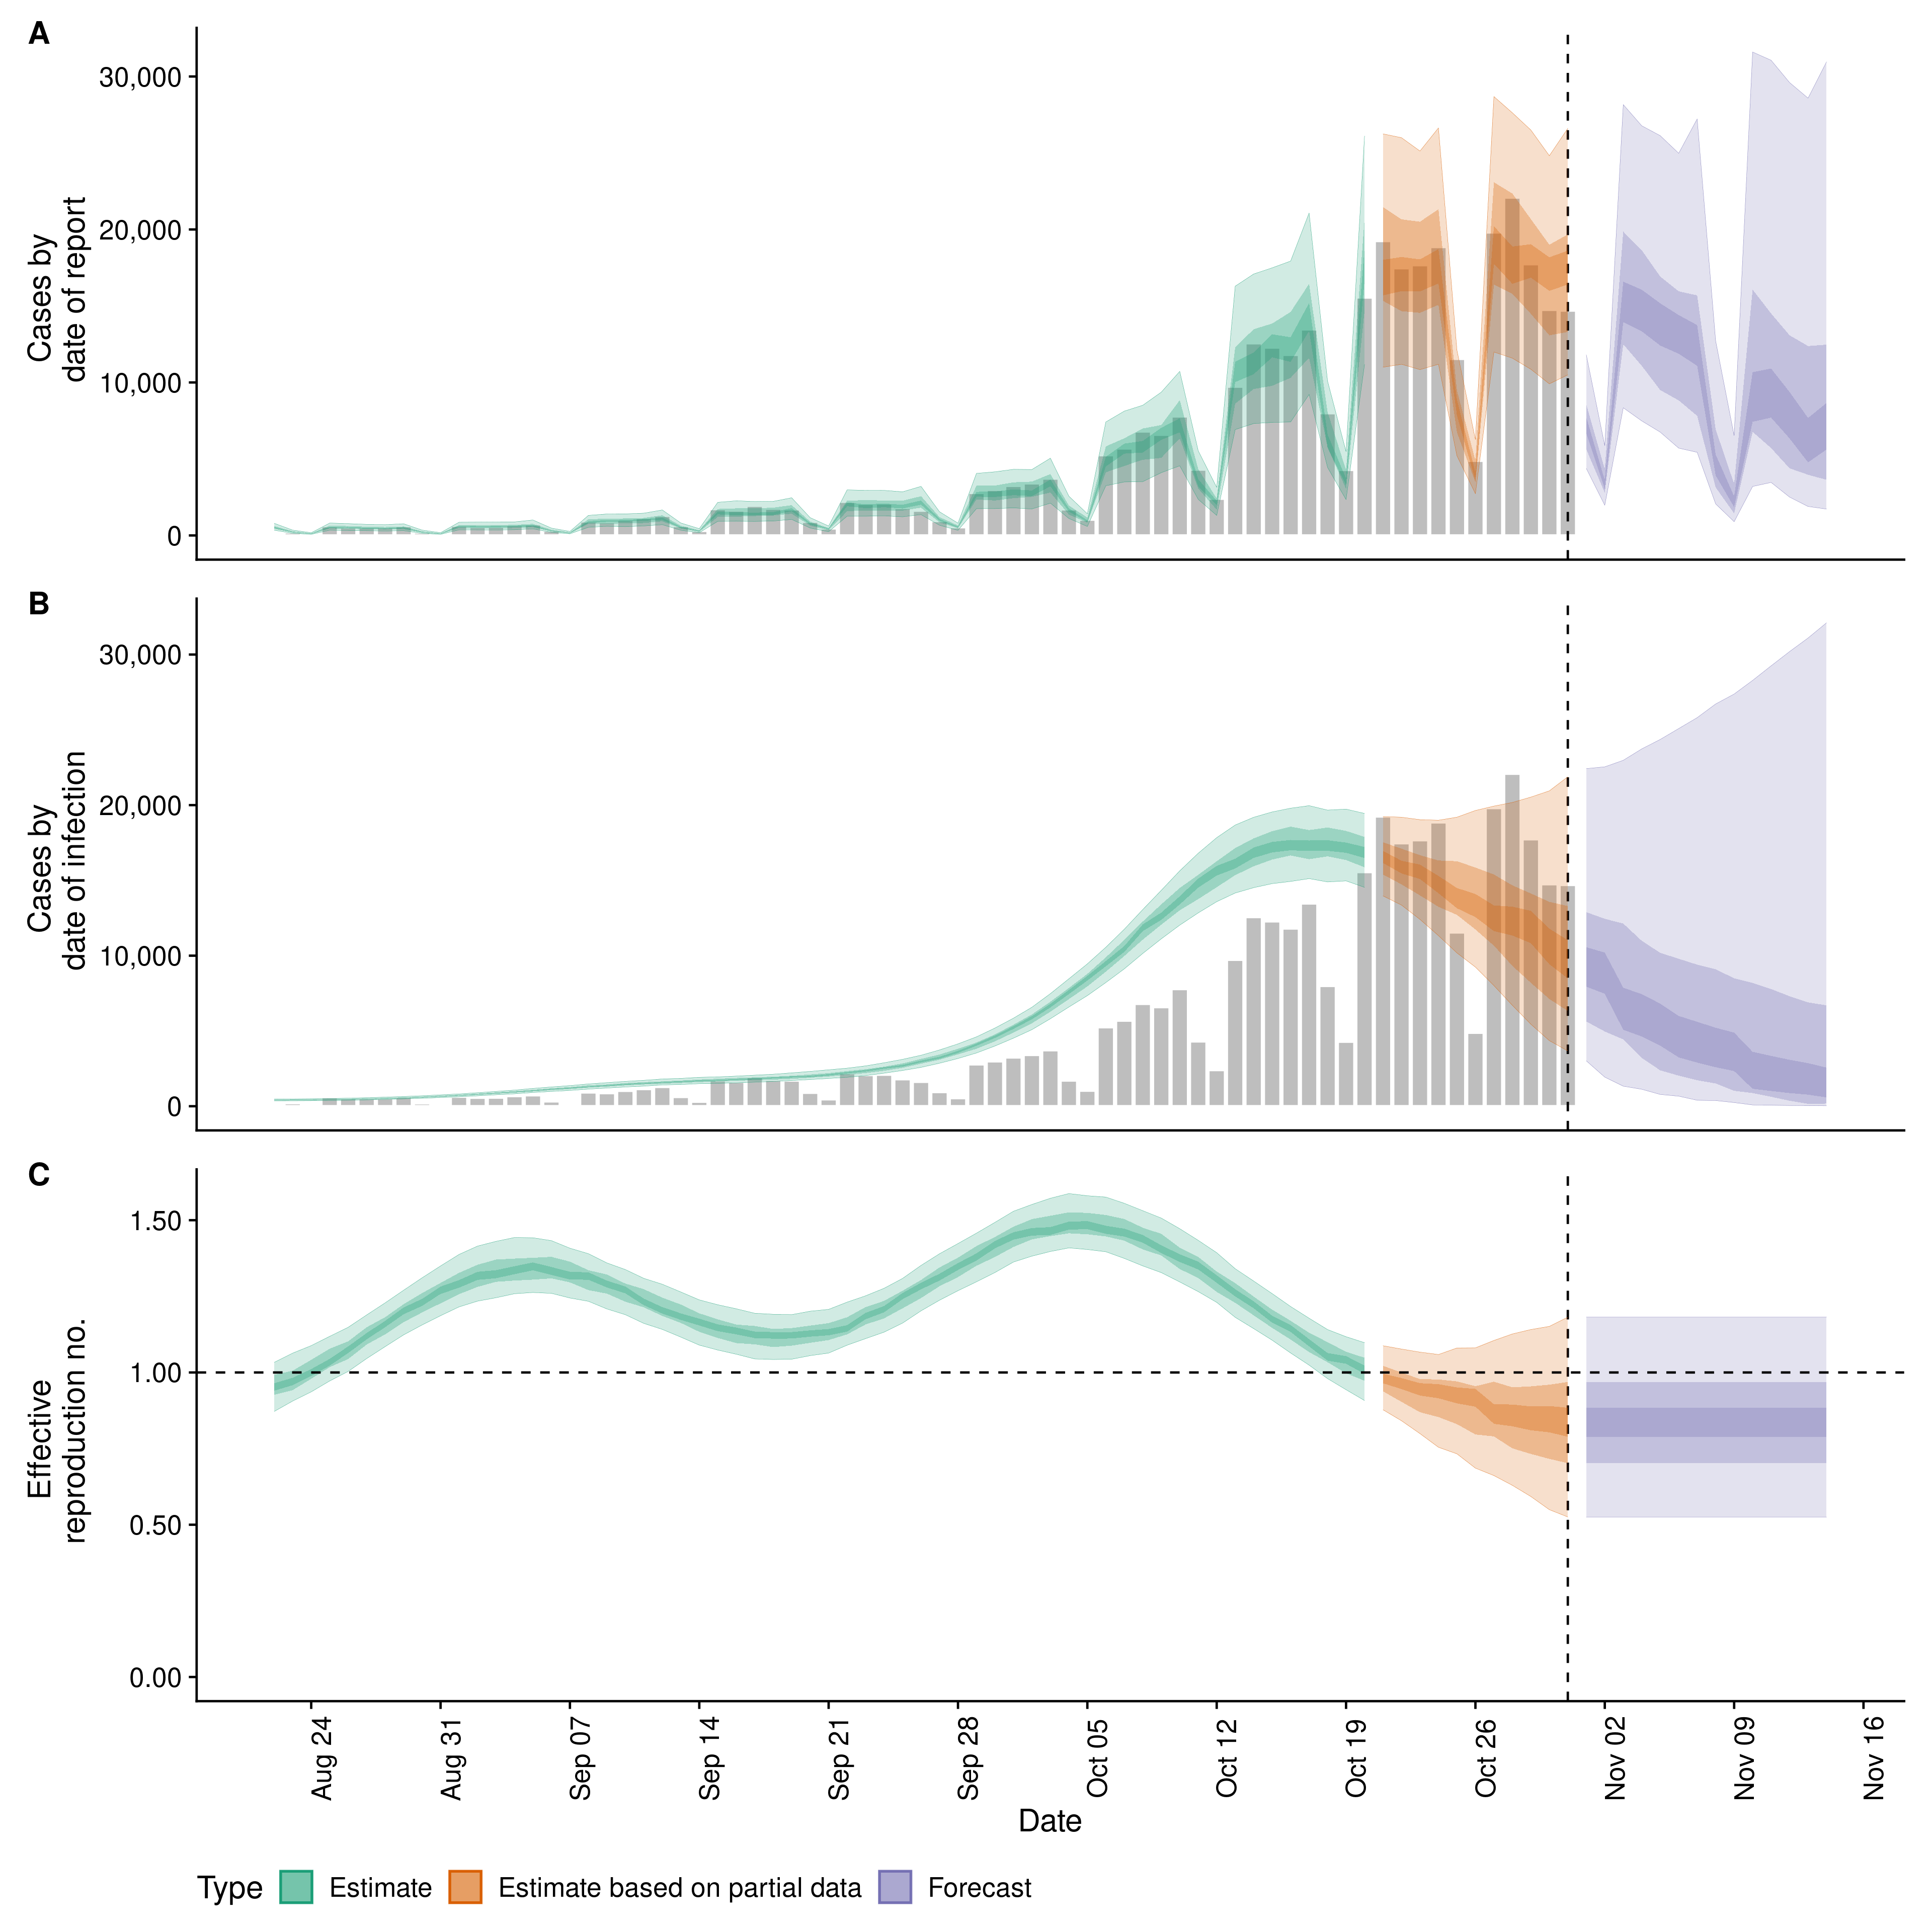 A
30,000
20,000
10,000
0
Cases by
date of report
B
30,000
20,000
10,000
0
Cases by
date of infection
C
1.50
1.00
0.50
0.00
Effective
reproduction no.
Aug 24
Aug 31
Sep 07
Sep 14
Sep 21
Sep 28
Oct 05
Oct 12
Oct 19
Oct 26
Nov 02
Nov 09
Nov 16
Date
Type Estimate Estimate based on partial data Forecast